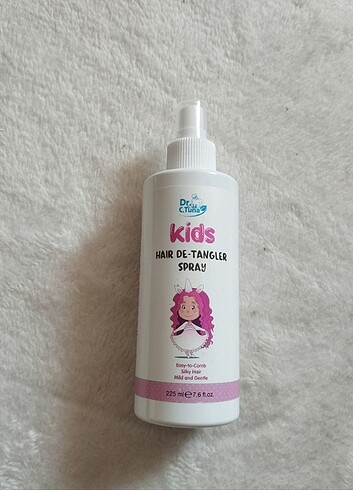 Dr.
C.Tuna
kids
HAIR DE-TANGLER
SPRAY
Easy-to-Comb
Silky Hair
Mild and Gentle
225 ml ℮ 7.6 fl.oz.